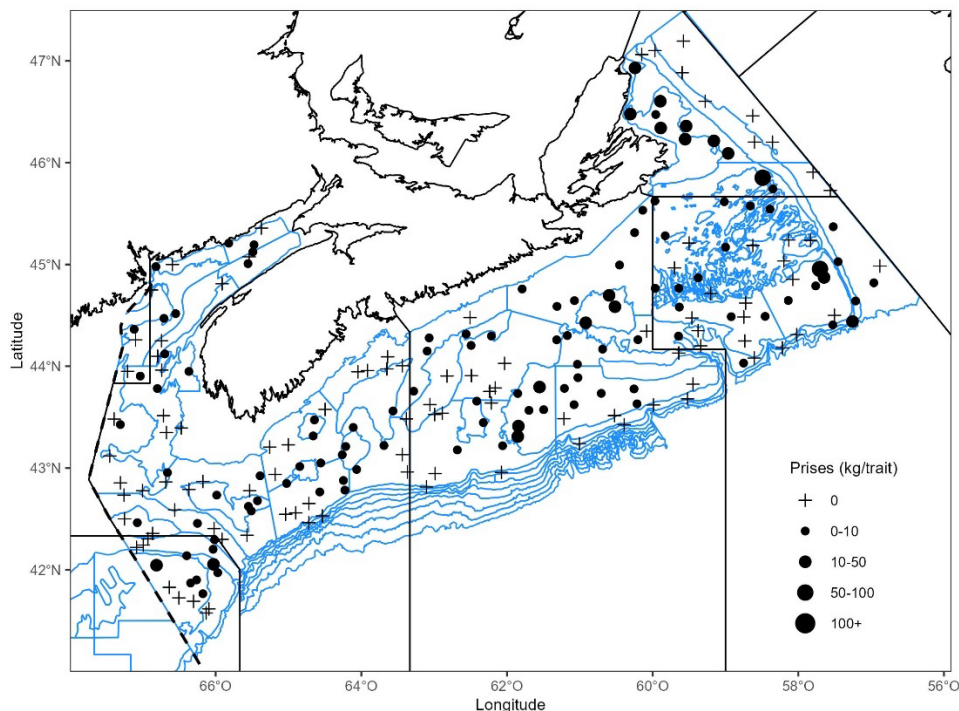 47°N
46°N
45°N
44°N
43°N
42°N
Latitude
66°O
64°O
62°O
60°O
58°O
56°O
Longitude
Prises (kg/trait)
0
0-10
10-50
50-100
100+